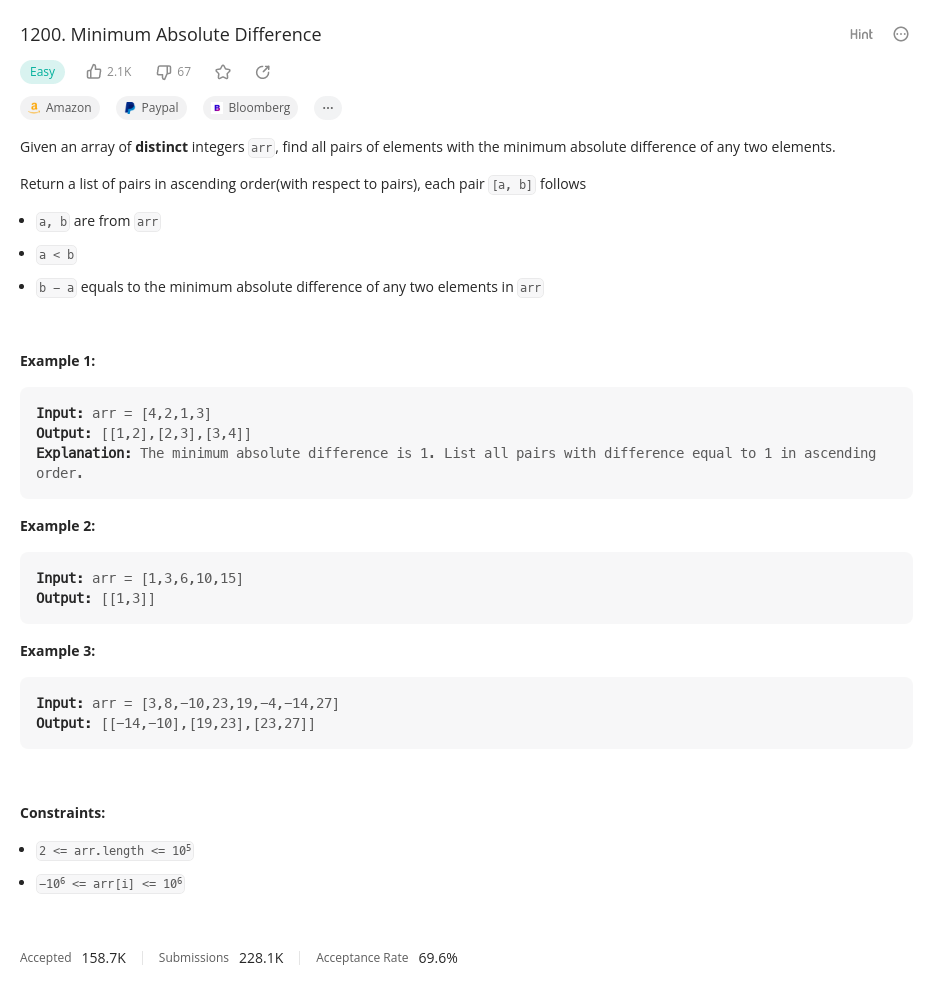 1200. Minimum Absolute Difference
Hint
Easy 2.1K 67
Amazon Paypal Bloomberg ...
Given an array of distinct integers arr, find all pairs of elements with the minimum absolute difference of any two elements.
Return a list of pairs in ascending order(with respect to pairs), each pair [a, b] follows
• a, b are from arr
• a < b
• b - a equals to the minimum absolute difference of any two elements in arr
Example 1:
Input: arr = [4,2,1,3]
Output: [[1,2],[2,3],[3,4]]
Explanation: The minimum absolute difference is 1. List all pairs with difference equal to 1 in ascending
order.
Example 2:
Input: arr = [1,3,6,10,15]
Output: [[1,3]]
Example 3:
Input: arr = [3,8,-10,23,19,-4,-14,27]
Output: [[-14,-10],[19,23],[23,27]]
Constraints:
• 2 <= arr.length <= 10⁵
• -10⁶ <= arr[i] <= 10⁶
Accepted 158.7K Submissions 228.1K Acceptance Rate 69.6%